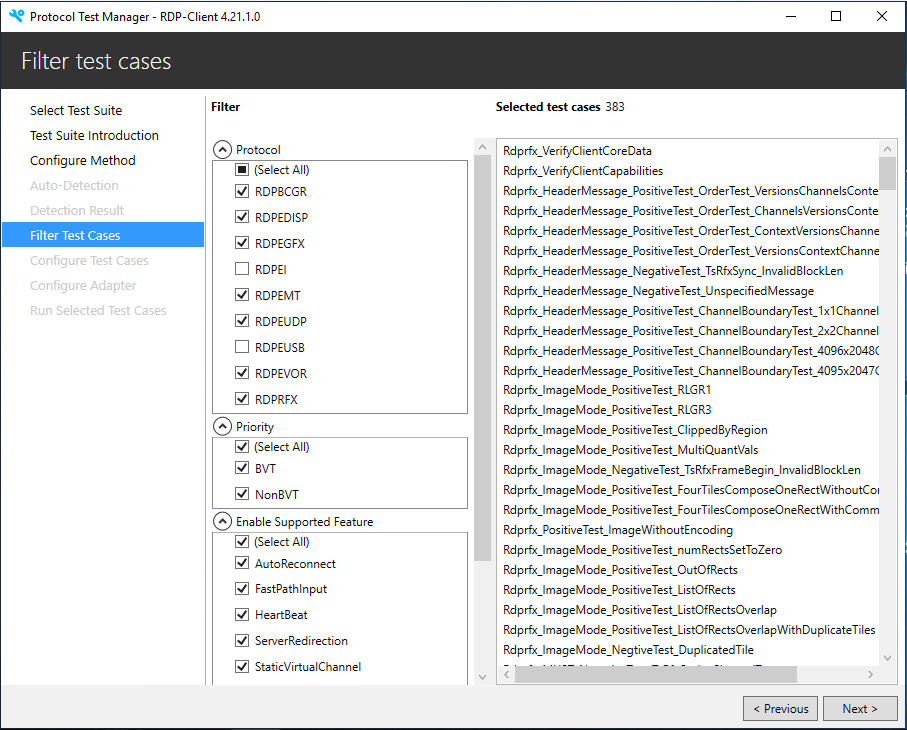 Protocol Test Manager - RDP-Client 4.21.1.0
Filter test cases
Select Test Suite
Test Suite Introduction
Configure Method
Auto-Detection
Detection Result
Filter Test Cases
Configure Test Cases
Configure Adapter
Run Selected Test Cases
Filter
Protocol
(Select All)
RDPBCGR
RDPEDISP
RDPEGFX
RDPEI
RDPEMT
RDPEUDP
RDPEUSB
RDPEVOR
RDPRFX
Priority
(Select All)
BVT
NonBVT
Enable Supported Feature
(Select All)
AutoReconnect
FastPathInput
HeartBeat
ServerRedirection
StaticVirtualChannel
Selected test cases 383
Rdprfx_VerifyClientCoreData
Rdprfx_VerifyClientCapabilities
Rdprfx_HeaderMessage_PositiveTest_OrderTest_VersionsChannelsConte
Rdprfx_HeaderMessage_PositiveTest_OrderTest_ChannelsVersionsConte
Rdprfx_HeaderMessage_PositiveTest_OrderTest_ContextVersionsChanne
Rdprfx_HeaderMessage_PositiveTest_OrderTest_VersionsContextChanne
Rdprfx_HeaderMessage_NegativeTest_TsRfxSync_InvalidBlockLen
Rdprfx_HeaderMessage_NegativeTest_UnspecifiedMessage
Rdprfx_HeaderMessage_PositiveTest_ChannelBoundaryTest_1x1Channel
Rdprfx_HeaderMessage_PositiveTest_ChannelBoundaryTest_2x2Channel
Rdprfx_HeaderMessage_PositiveTest_ChannelBoundaryTest_4096x2048C
Rdprfx_HeaderMessage_PositiveTest_ChannelBoundaryTest_4095x2047C
Rdprfx_ImageMode_PositiveTest_RLGR1
Rdprfx_ImageMode_PositiveTest_RLGR3
Rdprfx_ImageMode_PositiveTest_ClippedByRegion
Rdprfx_ImageMode_PositiveTest_MultiQuantVals
Rdprfx_ImageMode_NegativeTest_TsRfxFrameBegin_InvalidBlockLen
Rdprfx_ImageMode_PositiveTest_FourTilesComposeOneRectWithoutCor
Rdprfx_ImageMode_PositiveTest_FourTilesComposeOneRectWithComm
Rdprfx_PositiveTest_ImageWithoutEncoding
Rdprfx_ImageMode_PositiveTest_numRectsSetToZero
Rdprfx_ImageMode_PositiveTest_OutOfRects
Rdprfx_ImageMode_PositiveTest_ListOfRects
Rdprfx_ImageMode_PositiveTest_ListOfRectsOverlap
Rdprfx_ImageMode_PositiveTest_ListOfRectsOverlapWithDuplicateTiles
Rdprfx_ImageMode_NegtiveTest_DuplicatedTile
< Previous
Next >